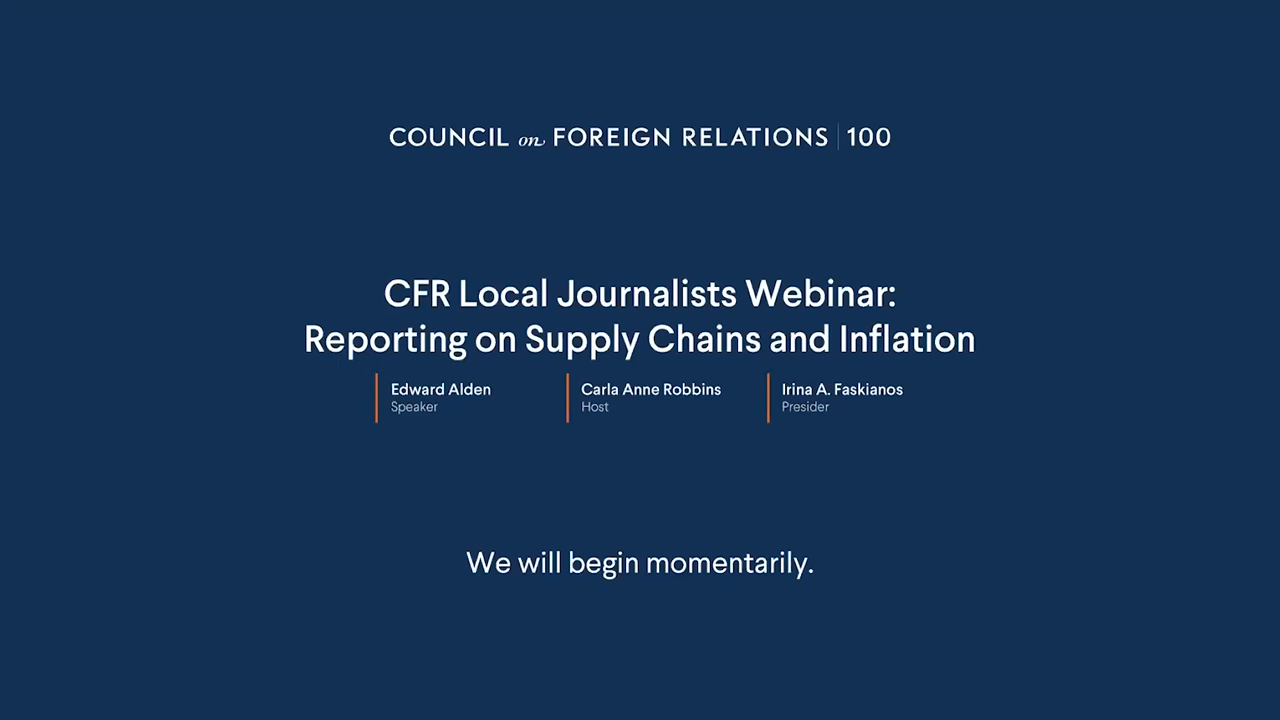 COUNCIL on FOREIGN RELATIONS | 100
CFR Local Journalists Webinar:
Reporting on Supply Chains and Inflation
Edward Alden
Speaker
Carla Anne Robbins
Host
Irina A. Faskianos
Presider
We will begin momentarily.